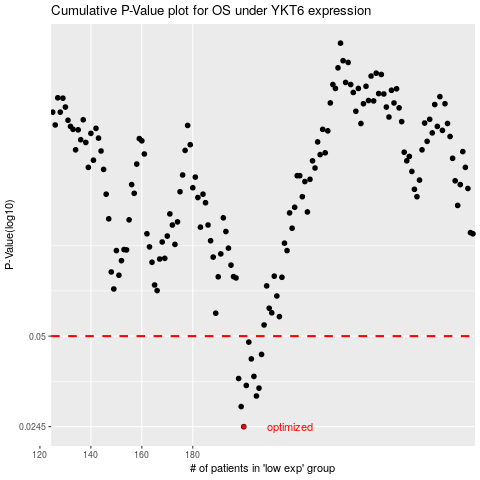 Cumulative P-Value plot for OS under YKT6 expression
P-Value(log10)
0.05
0.0245
optimized
120 140 160 180
# of patients in 'low exp' group